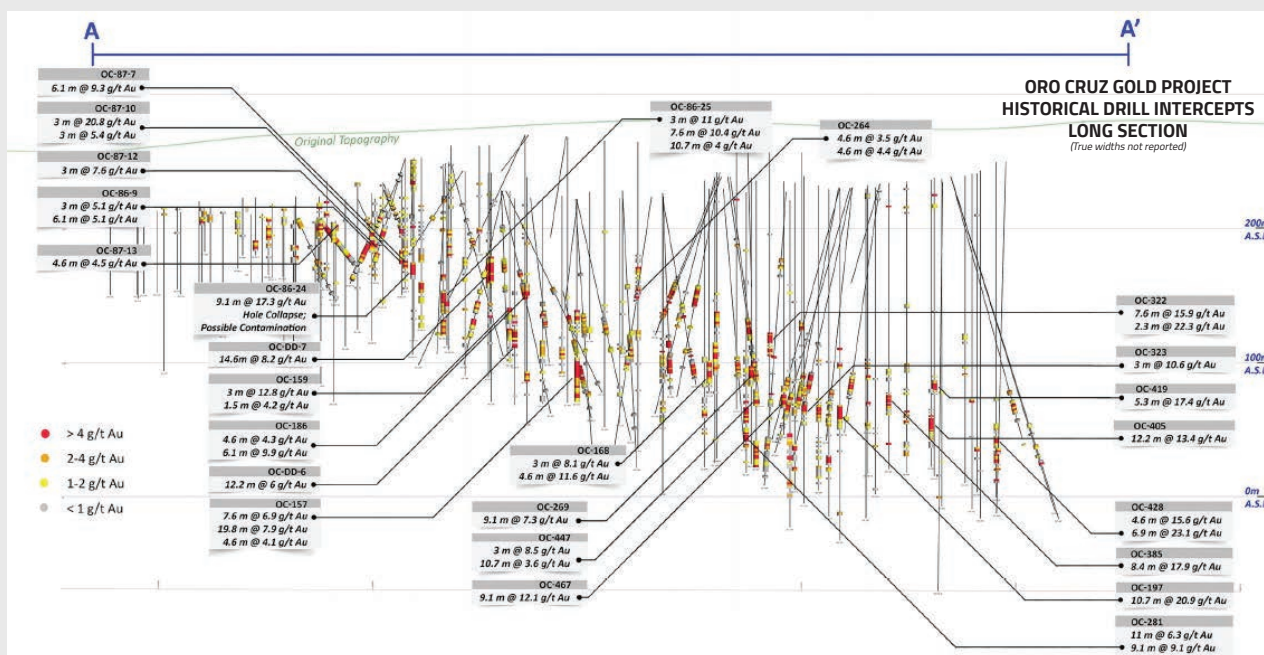 A
A'
ORO CRUZ GOLD PROJECT
HISTORICAL DRILL INTERCEPTS
LONG SECTION
(True widths not reported)
Original Topography
OC-87-7
6.1 m @ 9.3 g/t Au
OC-87-10
3 m @ 20.8 g/t Au
3 m @ 5.4 g/t Au
OC-87-12
3 m @ 7.6 g/t Au
OC-86-9
3 m @ 5.1 g/t Au
6.1 m @ 5.1 g/t Au
OC-87-13
4.6 m @ 4.5 g/t Au
OC-86-24
9.1 m @ 17.3 g/t Au
Hole Collapse;
Possible Contamination
OC-DD-7
14.6m @ 8.2 g/t Au
OC-159
3 m @ 12.8 g/t Au
1.5 m @ 4.2 g/t Au
OC-186
4.6 m @ 4.3 g/t Au
6.1 m @ 9.9 g/t Au
OC-DD-6
12.2 m @ 6 g/t Au
OC-157
7.6 m @ 6.9 g/t Au
19.8 m @ 7.9 g/t Au
4.6 m @ 4.1 g/t Au
> 4 g/t Au
2-4 g/t Au
1-2 g/t Au
< 1 g/t Au
OC-86-25
3 m @ 11 g/t Au
7.6 m @ 10.4 g/t Au
10.7 m @ 4 g/t Au
OC-264
4.6 m @ 3.5 g/t Au
4.6 m @ 4.4 g/t Au
OC-168
3 m @ 8.1 g/t Au
4.6 m @ 11.6 g/t Au
OC-269
9.1 m @ 7.3 g/t Au
OC-447
3 m @ 8.5 g/t Au
10.7 m @ 3.6 g/t Au
OC-467
9.1 m @ 12.1 g/t Au
200m
A.S.
OC-322
7.6 m @ 15.9 g/t Au
2.3 m @ 22.3 g/t Au
OC-323
3 m @ 10.6 g/t Au
100m
A.S.
OC-419
5.3 m @ 17.4 g/t Au
OC-405
12.2 m @ 13.4 g/t Au
0m
A.S.
OC-428
4.6 m @ 15.6 g/t Au
6.9 m @ 23.1 g/t Au
OC-385
8.4 m @ 17.9 g/t Au
OC-197
10.7 m @ 20.9 g/t Au
OC-281
11 m @ 6.3 g/t Au
9.1 m @ 9.1 g/t Au